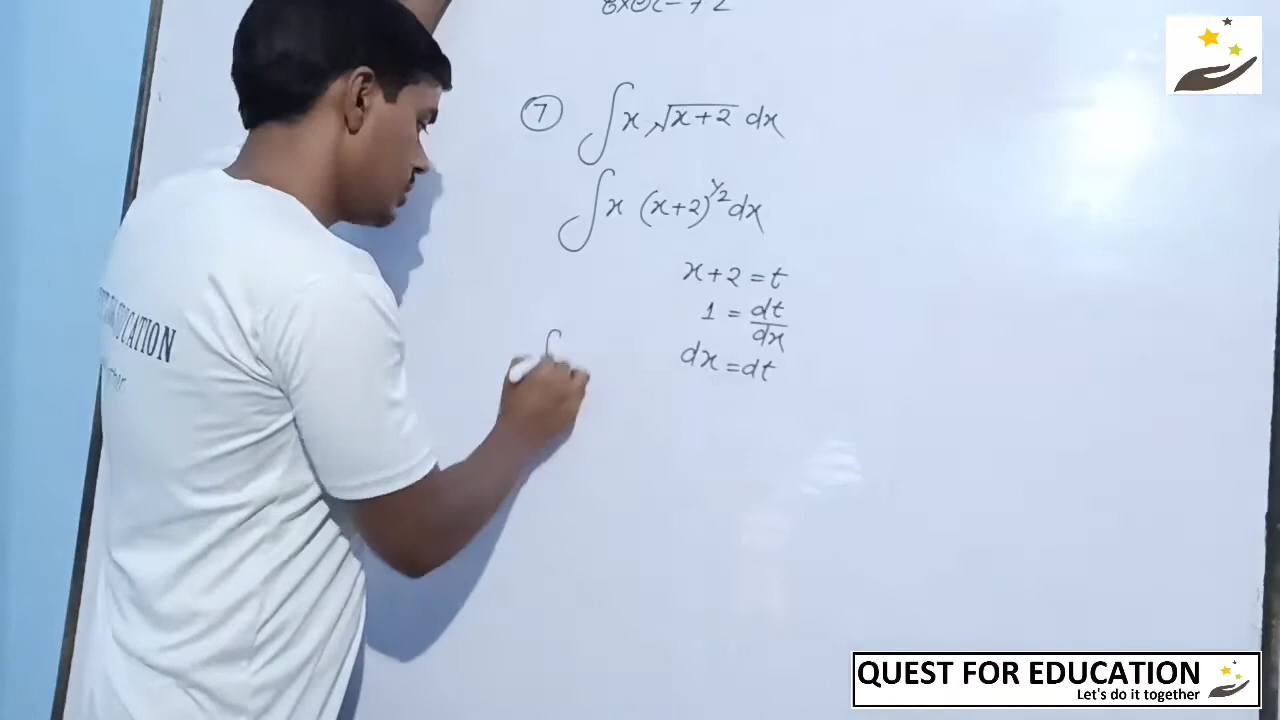 ⑦ ∫x √x+2 dx
∫x (x+2)^1/2 dx
x+2 = t
1 = dt/dx
dx = dt
∫
UCATION
QUEST FOR EDUCATION
Let's do it together